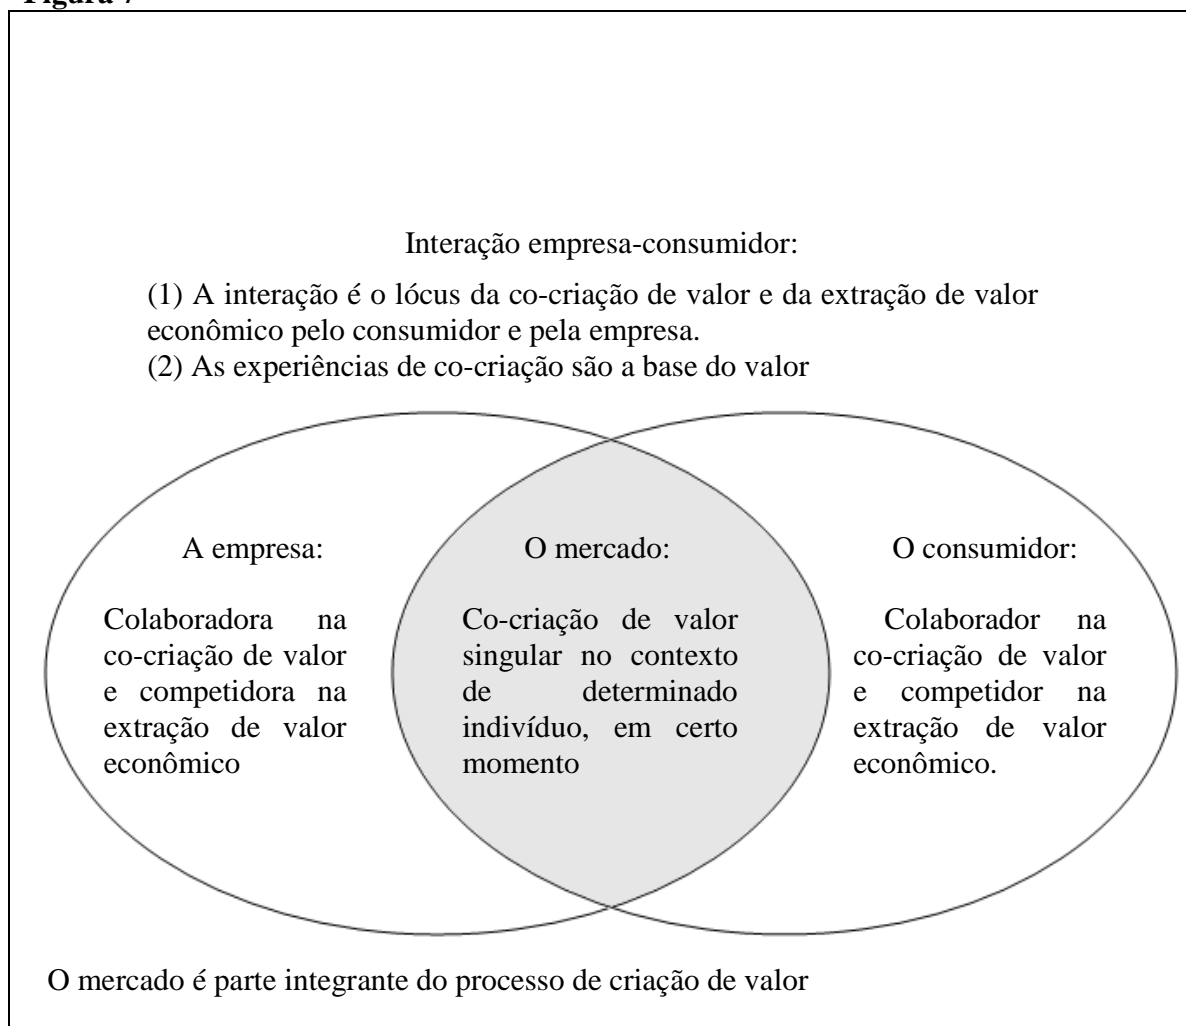 Figura 7
Interação empresa-consumidor:
(1) A interação é o lócus da co-criação de valor e da extração de valor
econômico pelo consumidor e pela empresa.
(2) As experiências de co-criação são a base do valor
A empresa:
Colaboradora na
co-criação de valor
e competidora na
extração de valor
econômico
O mercado:
Co-criação de valor
singular no contexto
de determinado
indivíduo, em certo
momento
O consumidor:
Colaborador na
co-criação de valor
e competidor na
extração de valor
econômico.
O mercado é parte integrante do processo de criação de valor